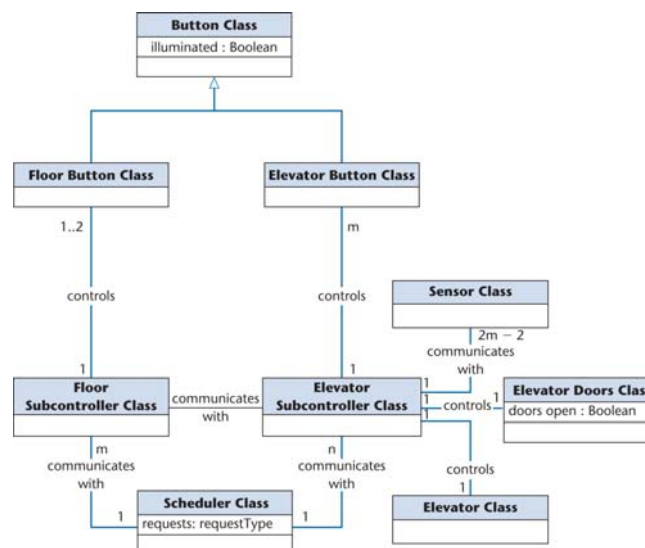 Button Class
illuminated : Boolean
Floor Button Class
Elevator Button Class
1..2
m
controls
controls
Sensor Class
2m − 2
communicates
with
1
1
Floor
Subcontroller Class
communicates
with
Elevator
Subcontroller Class
1
1
1
controls
1
Elevator Doors Class
doors open : Boolean
m
communicates
with
n
communicates
with
controls
1
Elevator Class
1
Scheduler Class
requests: requestType
1